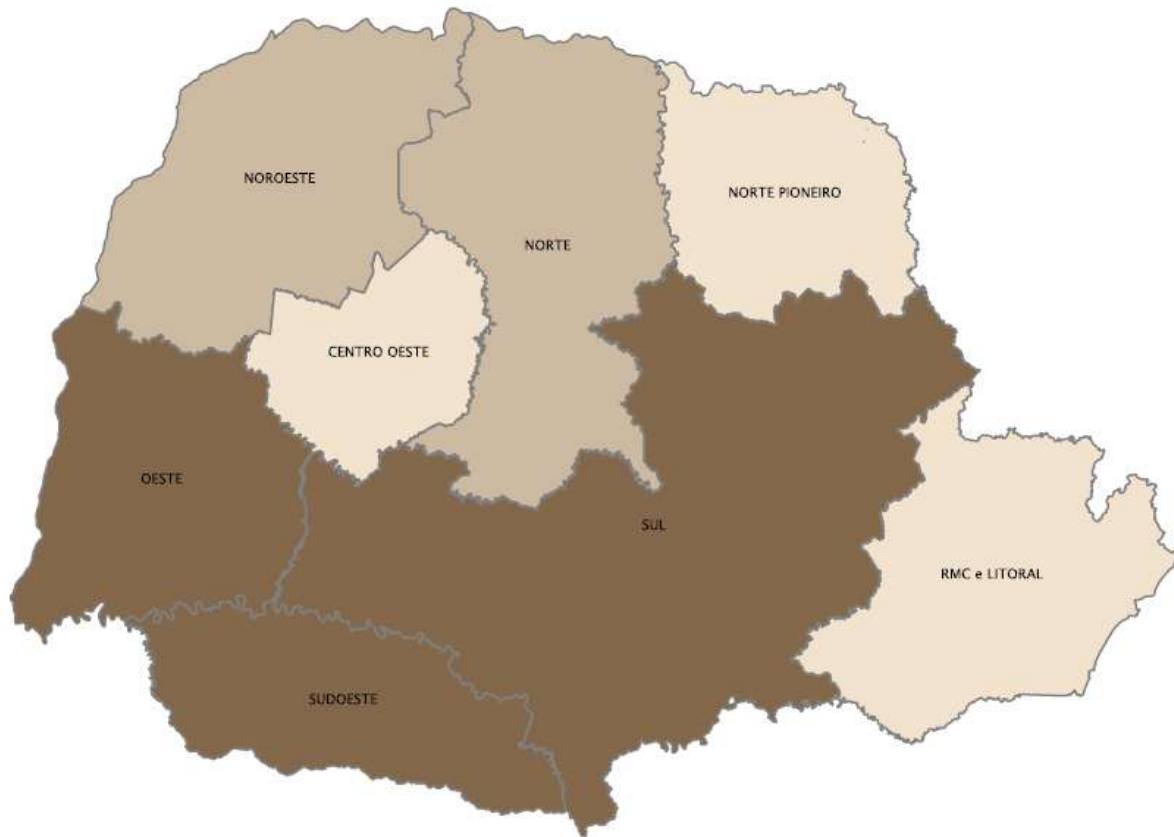 NOROESTE
NORTE PIONEIRO
NORTE
CENTRO OESTE
OESTE
SUL
RMC e LITORAL
SUDOESTE